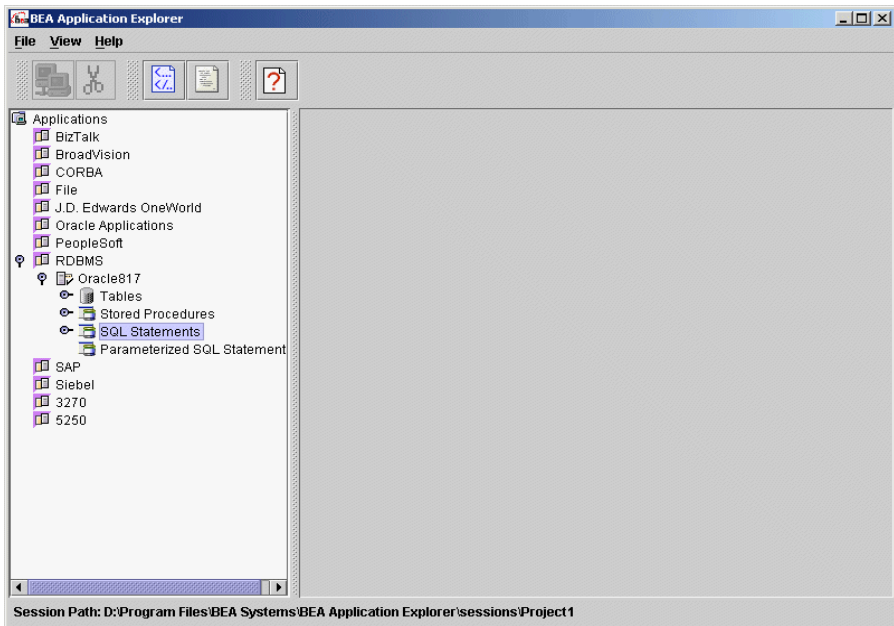 BEA Application Explorer
File View Help
Applications
BizTalk
BroadVision
CORBA
File
J.D. Edwards OneWorld
Oracle Applications
PeopleSoft
RDBMS
Oracle817
Tables
Stored Procedures
SQL Statements
Parameterized SQL Statement
SAP
Siebel
3270
5250
Session Path: D:\Program Files\BEA Systems\BEA Application Explorer\sessions\Project1